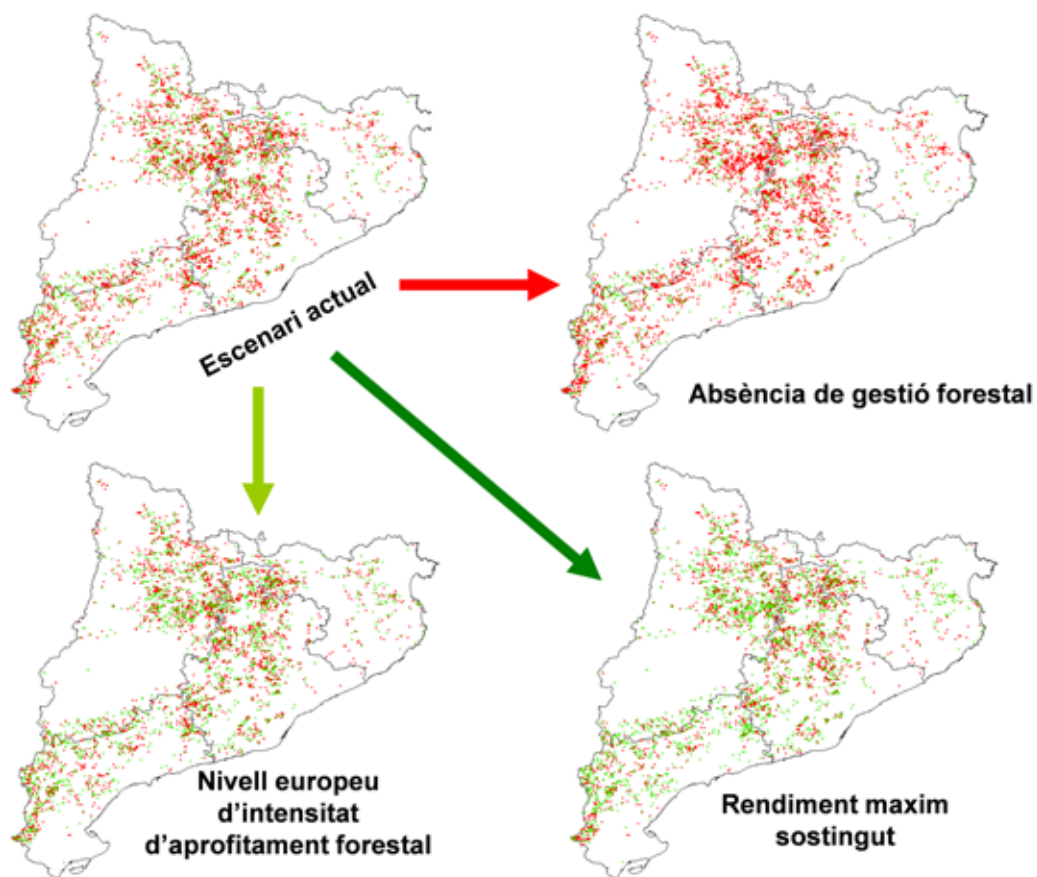 Escenari actual
Absència de gestió forestal
Nivell europeu
d'intensitat
d'aprofitament forestal
Rendiment maxim
sostingut